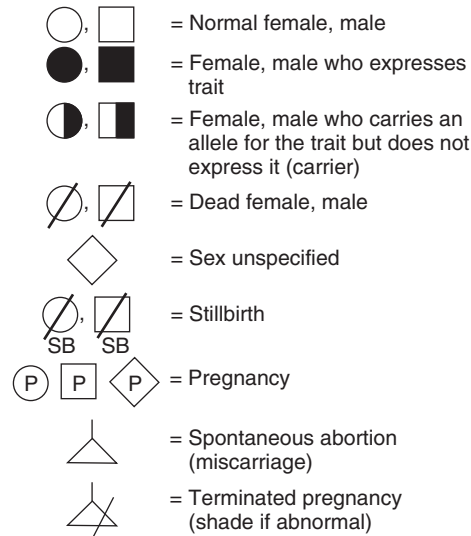 , = Normal female, male
, = Female, male who expresses
trait
, = Female, male who carries an
allele for the trait but does not
express it (carrier)
, = Dead female, male
= Sex unspecified
, = Stillbirth
SB SB
P P P = Pregnancy
= Spontaneous abortion
(miscarriage)
= Terminated pregnancy
(shade if abnormal)